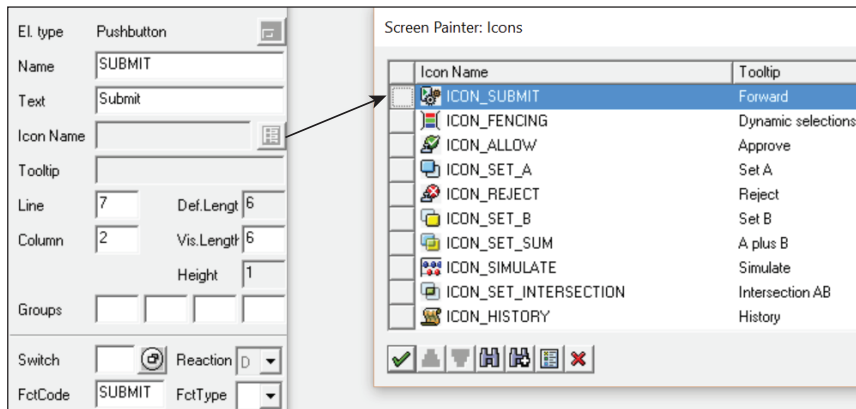 El. type Pushbutton
Name SUBMIT
Text Submit
Icon Name
Tooltip
Line 7 Def.Lengt 6
Column 2 Vis.Length 6
Height 1
Groups
Switch Reaction D
FctCode SUBMIT FctType
Screen Painter: Icons
Icon Name Tooltip
ICON_SUBMIT Forward
ICON_FENCING Dynamic selections
ICON_ALLOW Approve
ICON_SET_A Set A
ICON_REJECT Reject
ICON_SET_B Set B
ICON_SET_SUM A plus B
ICON_SIMULATE Simulate
ICON_SET_INTERSECTION Intersection AB
ICON_HISTORY History